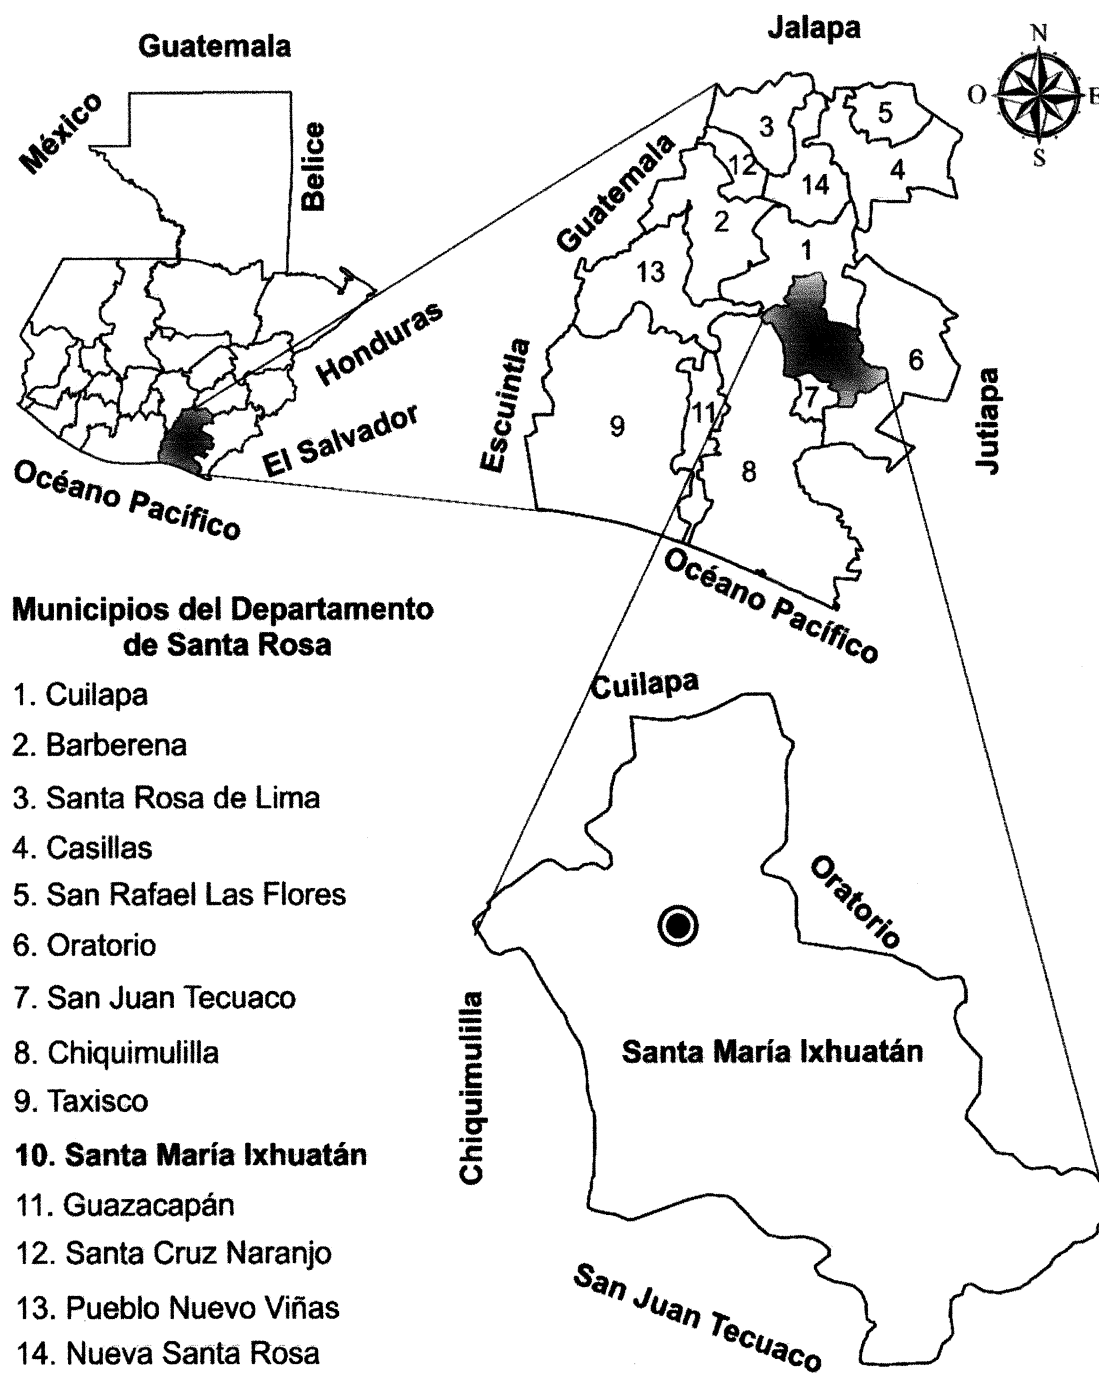 Guatemala
México
Belice
Honduras
El Salvador
Océano Pacífico
Jalapa
N
O
E
S
Guatemala
3
5
12
14
4
2
1
13
6
Escuintla
Jutiapa
9
11
7
8
Océano Pacífico
Municipios del Departamento
de Santa Rosa
1. Cuilapa
2. Barberena
3. Santa Rosa de Lima
4. Casillas
5. San Rafael Las Flores
6. Oratorio
7. San Juan Tecuaco
8. Chiquimulilla
9. Taxisco
10. Santa María Ixhuatán
11. Guazacapán
12. Santa Cruz Naranjo
13. Pueblo Nuevo Viñas
14. Nueva Santa Rosa
Cuilapa
Oratorio
Chiquimulilla
Santa María Ixhuatán
San Juan Tecuaco